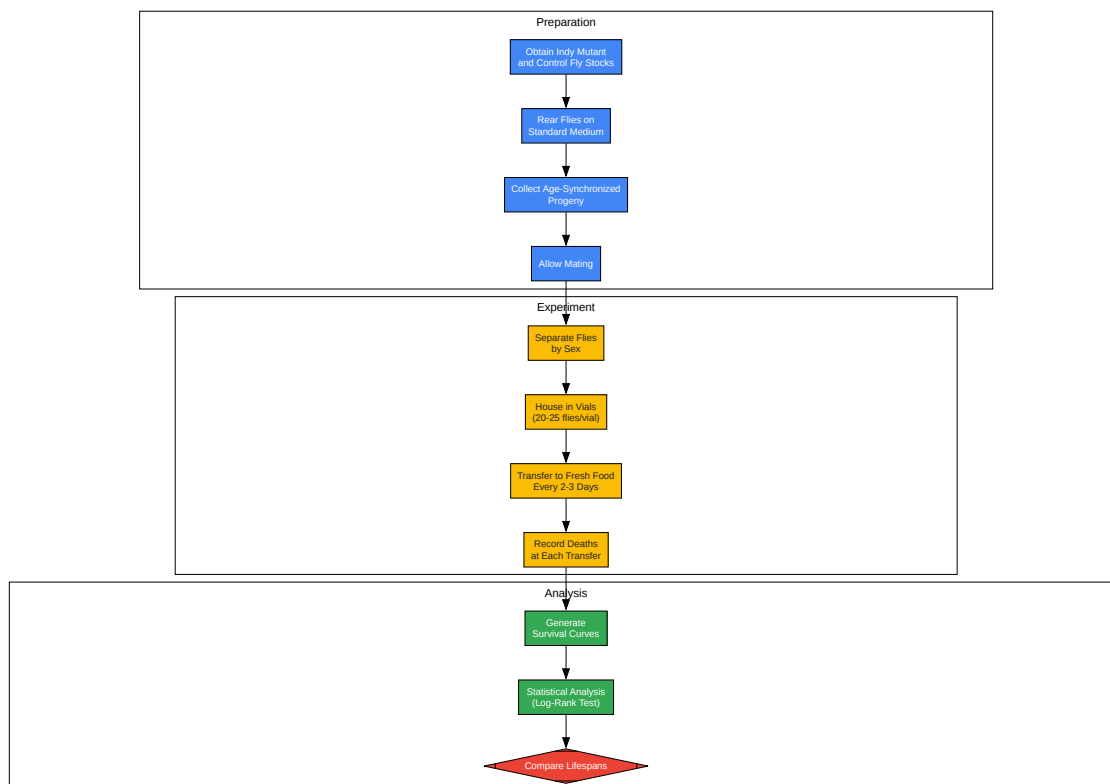 Preparation
Obtain Indy Mutant
and Control Fly Stocks
Rear Flies on
Standard Medium
Collect Age-Synchronized
Progeny
Allow Mating
Experiment
Separate Flies
by Sex
House in Vials
(20-25 flies/vial)
Transfer to Fresh Food
Every 2-3 Days
Record Deaths
at Each Transfer
Analysis
Generate
Survival Curves
Statistical Analysis
(Log-Rank Test)
Compare Lifespans